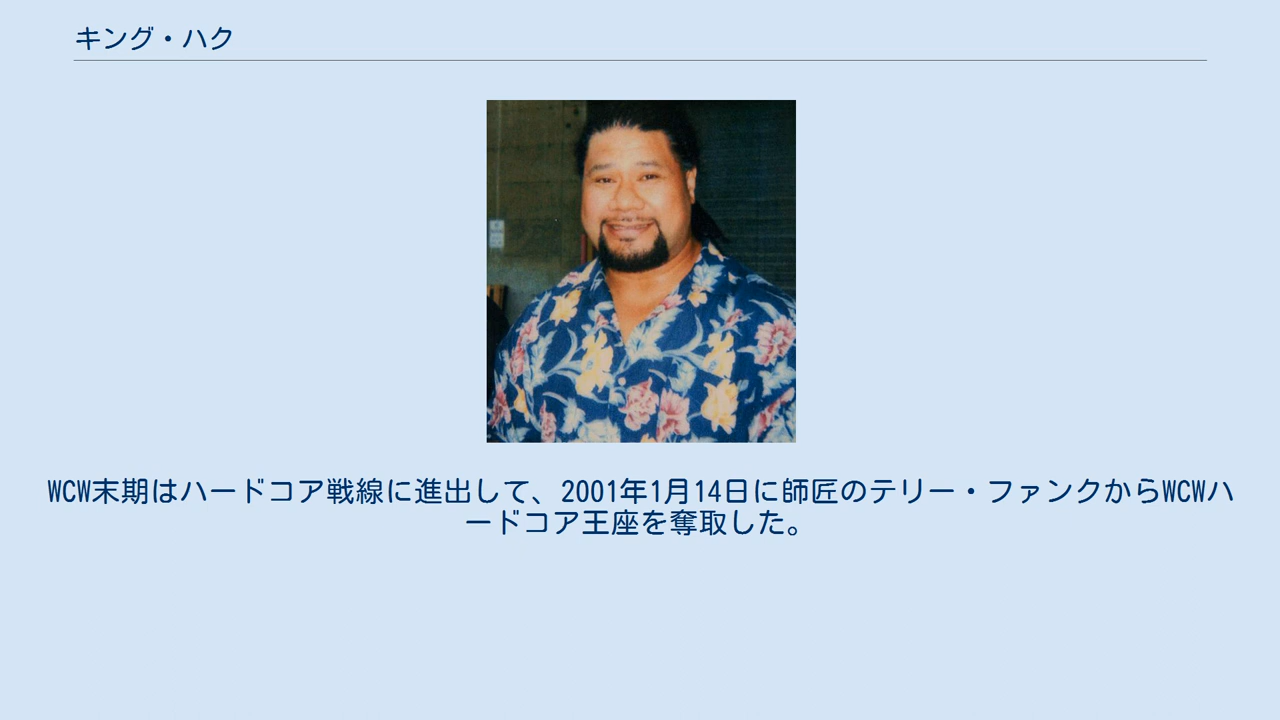 キング・ハク
WCW末期はハードコア戦線に進出して、2001年1月14日に師匠のテリー・ファンクからWCWハ
ードコア王座を奪取した。